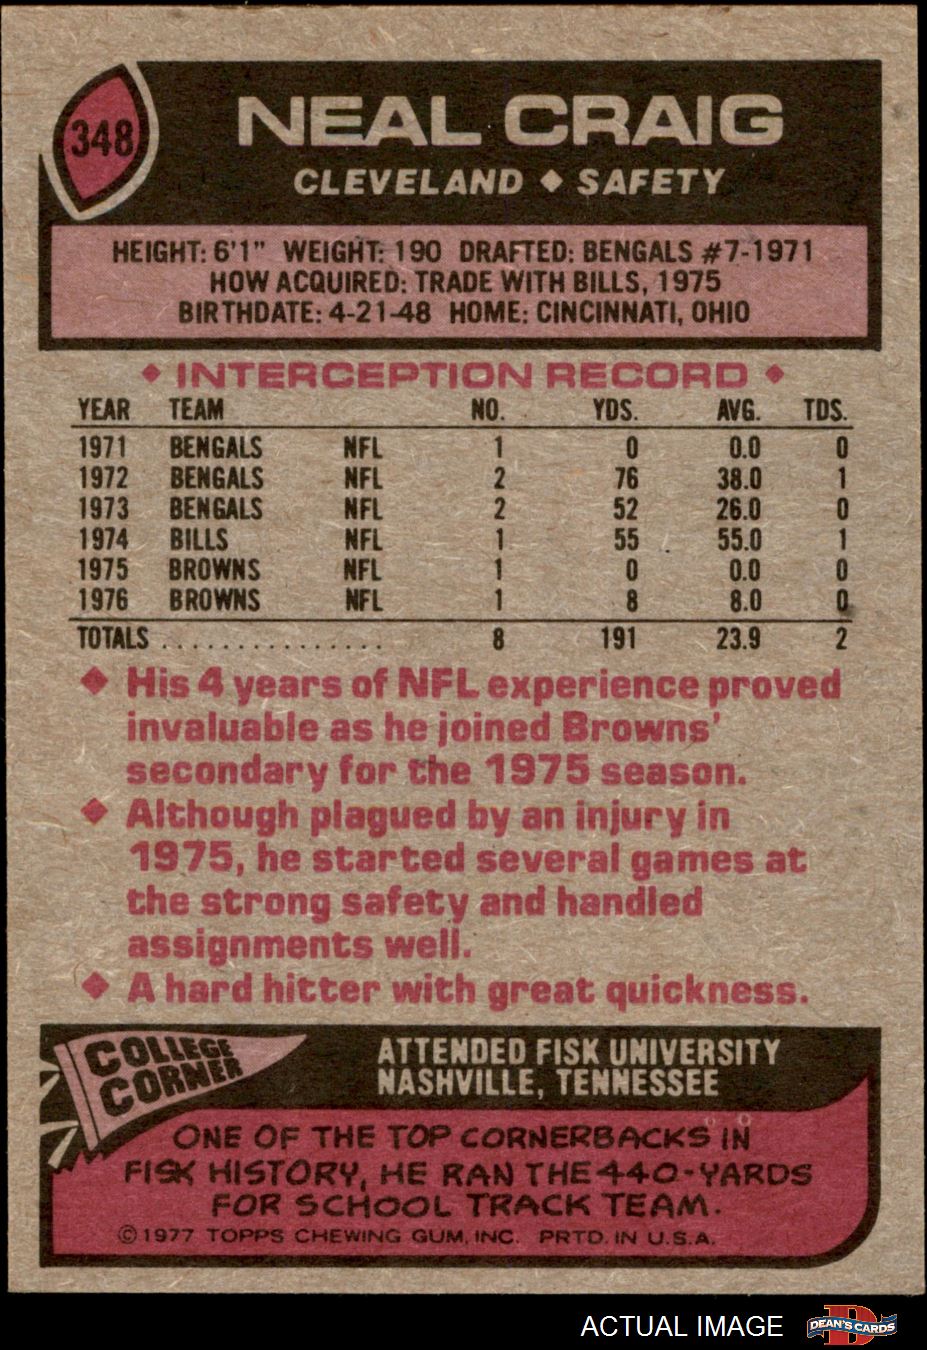 348
NEAL CRAIG
CLEVELAND ◆ SAFETY
HEIGHT: 6'1" WEIGHT: 190 DRAFTED: BENGALS #7-1971
HOW ACQUIRED: TRADE WITH BILLS, 1975
BIRTHDATE: 4-21-48 HOME: CINCINNATI, OHIO
◆ INTERCEPTION RECORD ◆
YEAR TEAM NO. YDS. AVG. TDS.
1971 BENGALS NFL 1 0 0.0 0
1972 BENGALS NFL 2 76 38.0 1
1973 BENGALS NFL 2 52 26.0 0
1974 BILLS NFL 1 55 55.0 1
1975 BROWNS NFL 1 0 0.0 0
1976 BROWNS NFL 1 8 8.0 0
TOTALS . . . . . . . . . . . . . . . 8 191 23.9 2
◆ His 4 years of NFL experience proved
invaluable as he joined Browns'
secondary for the 1975 season.
◆ Although plagued by an injury in
1975, he started several games at
the strong safety and handled
assignments well.
◆ A hard hitter with great quickness.
COLLEGE
CORNER
ATTENDED FISK UNIVERSITY
NASHVILLE, TENNESSEE
ONE OF THE TOP CORNERBACKS IN
FISK HISTORY, HE RAN THE 440-YARDS
FOR SCHOOL TRACK TEAM.
©1977 TOPPS CHEWING GUM, INC. PRTD. IN U.S.A.
ACTUAL IMAGE
DEAN'S CARDS